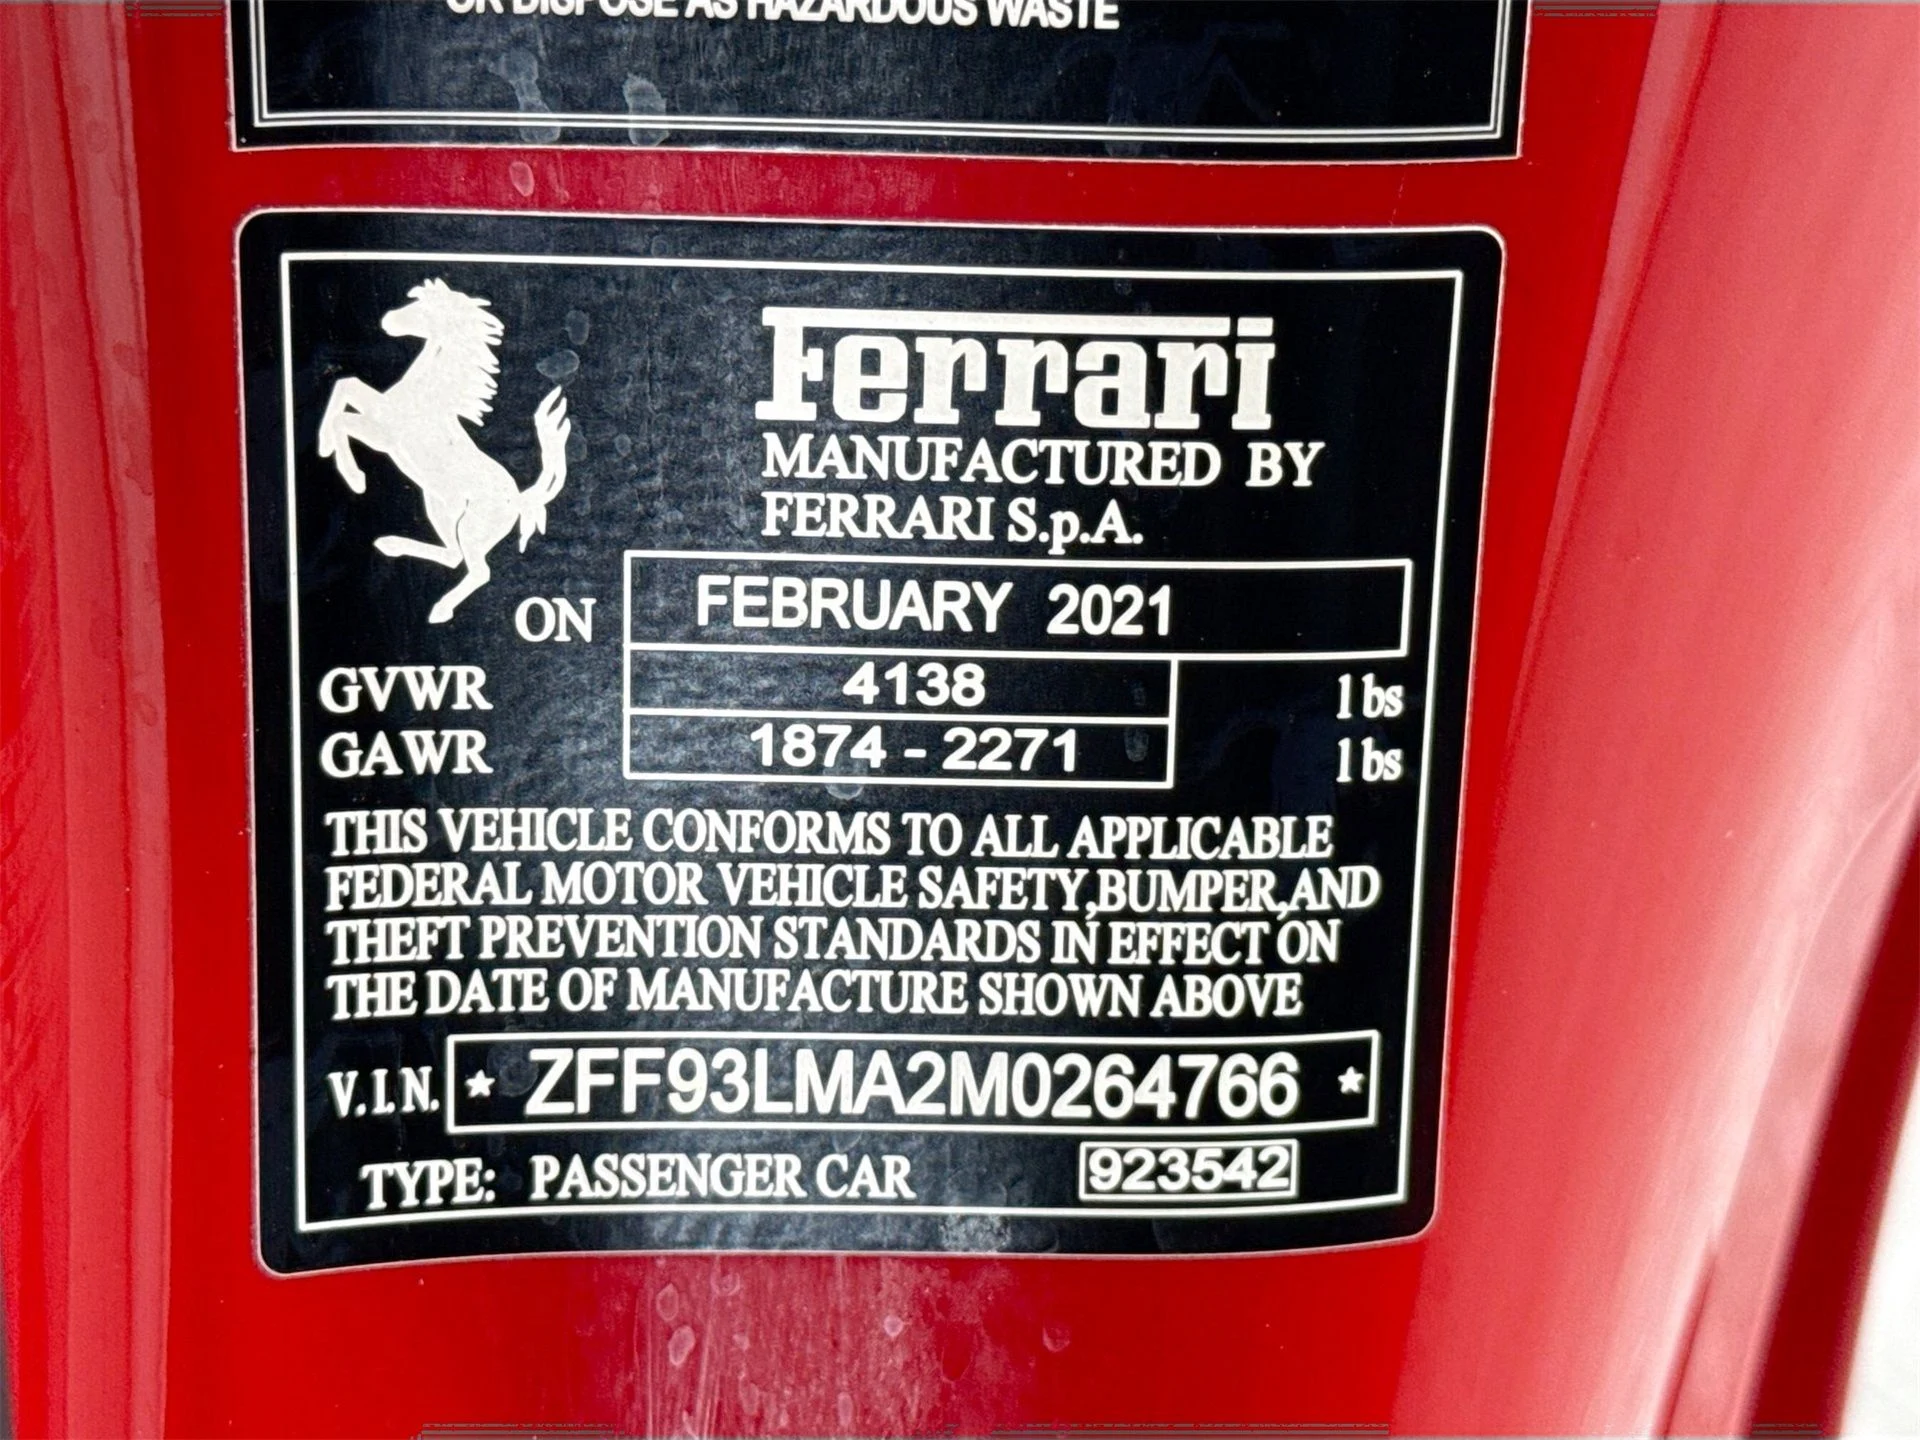 OR DISPOSE AS HAZARDOUS WASTE
Ferrari
MANUFACTURED BY
FERRARI S.p.A.
ON FEBRUARY 2021
GVWR 4138 lbs
GAWR 1874 - 2271 lbs
THIS VEHICLE CONFORMS TO ALL APPLICABLE
FEDERAL MOTOR VEHICLE SAFETY,BUMPER,AND
THEFT PREVENTION STANDARDS IN EFFECT ON
THE DATE OF MANUFACTURE SHOWN ABOVE
V.I.N. * ZFF93LMA2M0264766 *
TYPE: PASSENGER CAR 923542